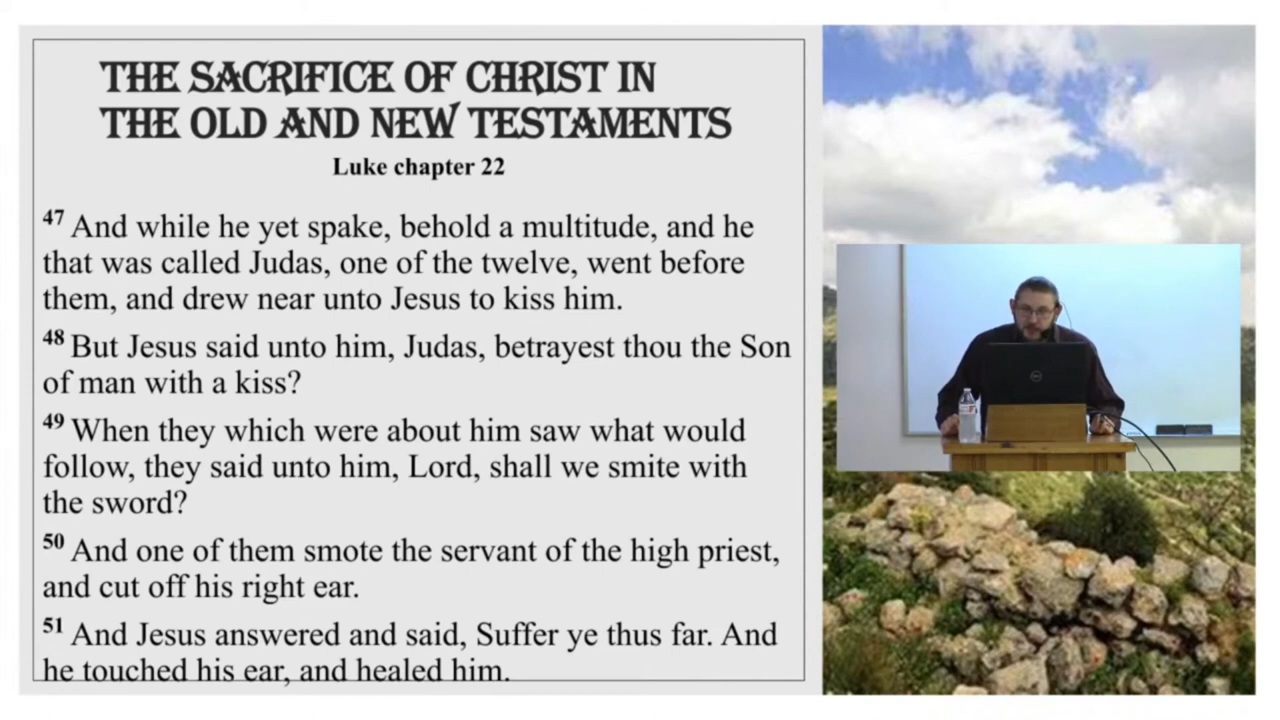 THE SACRIFICE OF CHRIST IN
THE OLD AND NEW TESTAMENTS
Luke chapter 22
47 And while he yet spake, behold a multitude, and he
that was called Judas, one of the twelve, went before
them, and drew near unto Jesus to kiss him.
48 But Jesus said unto him, Judas, betrayest thou the Son
of man with a kiss?
49 When they which were about him saw what would
follow, they said unto him, Lord, shall we smite with
the sword?
50 And one of them smote the servant of the high priest,
and cut off his right ear.
51 And Jesus answered and said, Suffer ye thus far. And
he touched his ear, and healed him.